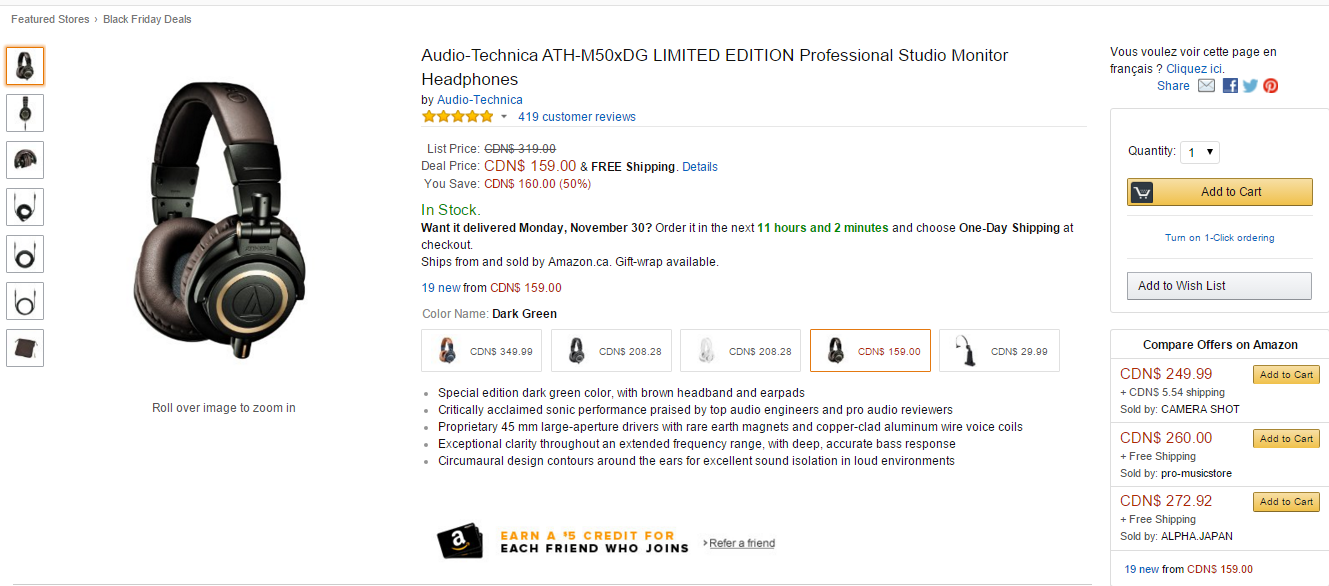 Featured Stores › Black Friday Deals
Audio-Technica ATH-M50xDG LIMITED EDITION Professional Studio Monitor
Headphones
by Audio-Technica
419 customer reviews
List Price: CDN$ 319.00
Deal Price: CDN$ 159.00 & FREE Shipping. Details
You Save: CDN$ 160.00 (50%)
In Stock.
Want it delivered Monday, November 30? Order it in the next 11 hours and 2 minutes and choose One-Day Shipping at
checkout.
Ships from and sold by Amazon.ca. Gift-wrap available.
19 new from CDN$ 159.00
Color Name: Dark Green
CDN$ 349.99
CDN$ 208.28
CDN$ 208.28
CDN$ 159.00
CDN$ 29.99
Special edition dark green color, with brown headband and earpads
Critically acclaimed sonic performance praised by top audio engineers and pro audio reviewers
Proprietary 45 mm large-aperture drivers with rare earth magnets and copper-clad aluminum wire voice coils
Exceptional clarity throughout an extended frequency range, with deep, accurate bass response
Circumaural design contours around the ears for excellent sound isolation in loud environments
Roll over image to zoom in
a
EARN A $5 CREDIT FOR
EACH FRIEND WHO JOINS
› Refer a friend
Vous voulez voir cette page en
français ? Cliquez ici.
Share
Quantity: 1
Add to Cart
Turn on 1-Click ordering
Add to Wish List
Compare Offers on Amazon
CDN$ 249.99 Add to Cart
+ CDN$ 5.54 shipping
Sold by: CAMERA SHOT
CDN$ 260.00 Add to Cart
+ Free Shipping
Sold by: pro-musicstore
CDN$ 272.92 Add to Cart
+ Free Shipping
Sold by: ALPHA.JAPAN
19 new from CDN$ 159.00